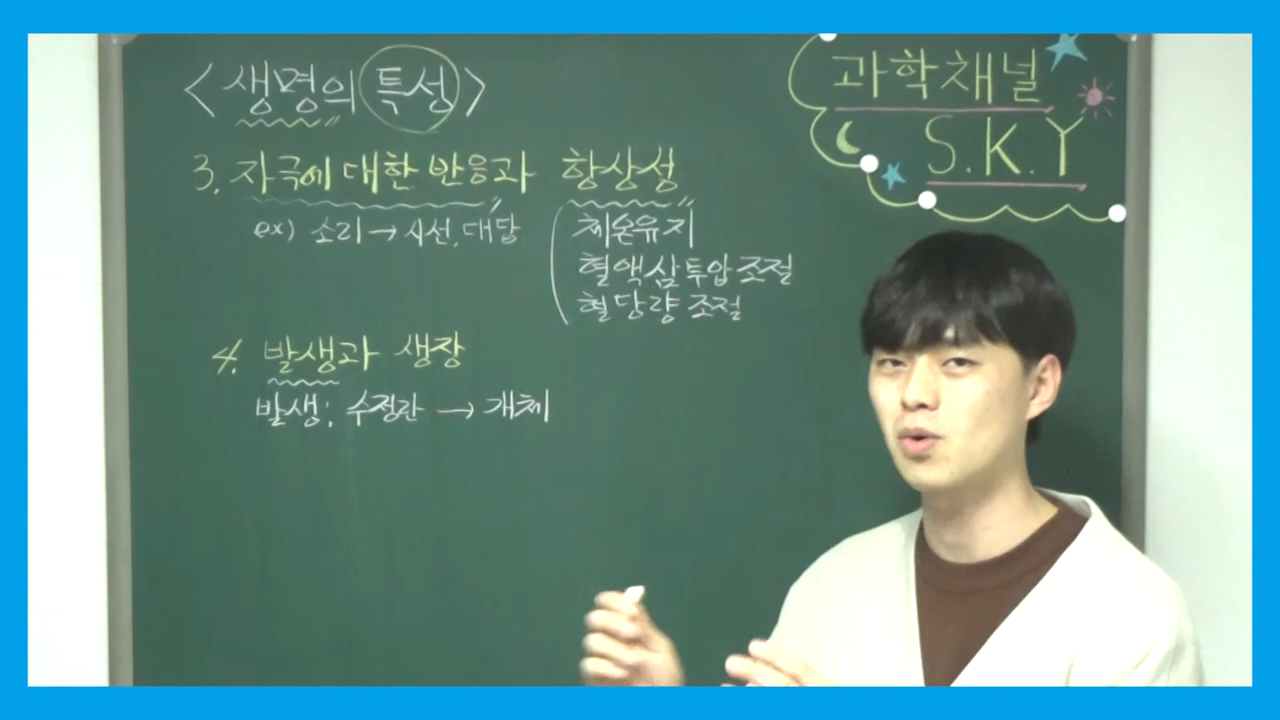 <생명의 특성>
3. 자극에 대한 반응과 항상성
ex) 소리→시선, 대답
체온유지
혈액삼투압조절
혈당량 조절
4. 발생과 생장
발생: 수정란 → 개체
과학채널
S.K.Y